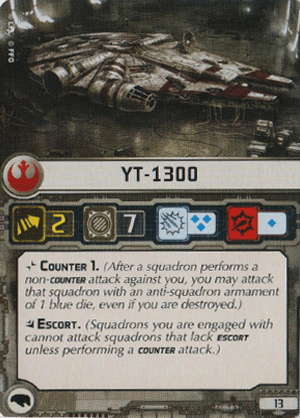 © FFG
YT-1300
2 7
COUNTER 1. (After a squadron performs a
non-COUNTER attack against you, you may attack
that squadron with an anti-squadron armament
of 1 blue die, even if you are destroyed.)
ESCORT. (Squadrons you are engaged with
cannot attack squadrons that lack ESCORT
unless performing a COUNTER attack.)
13